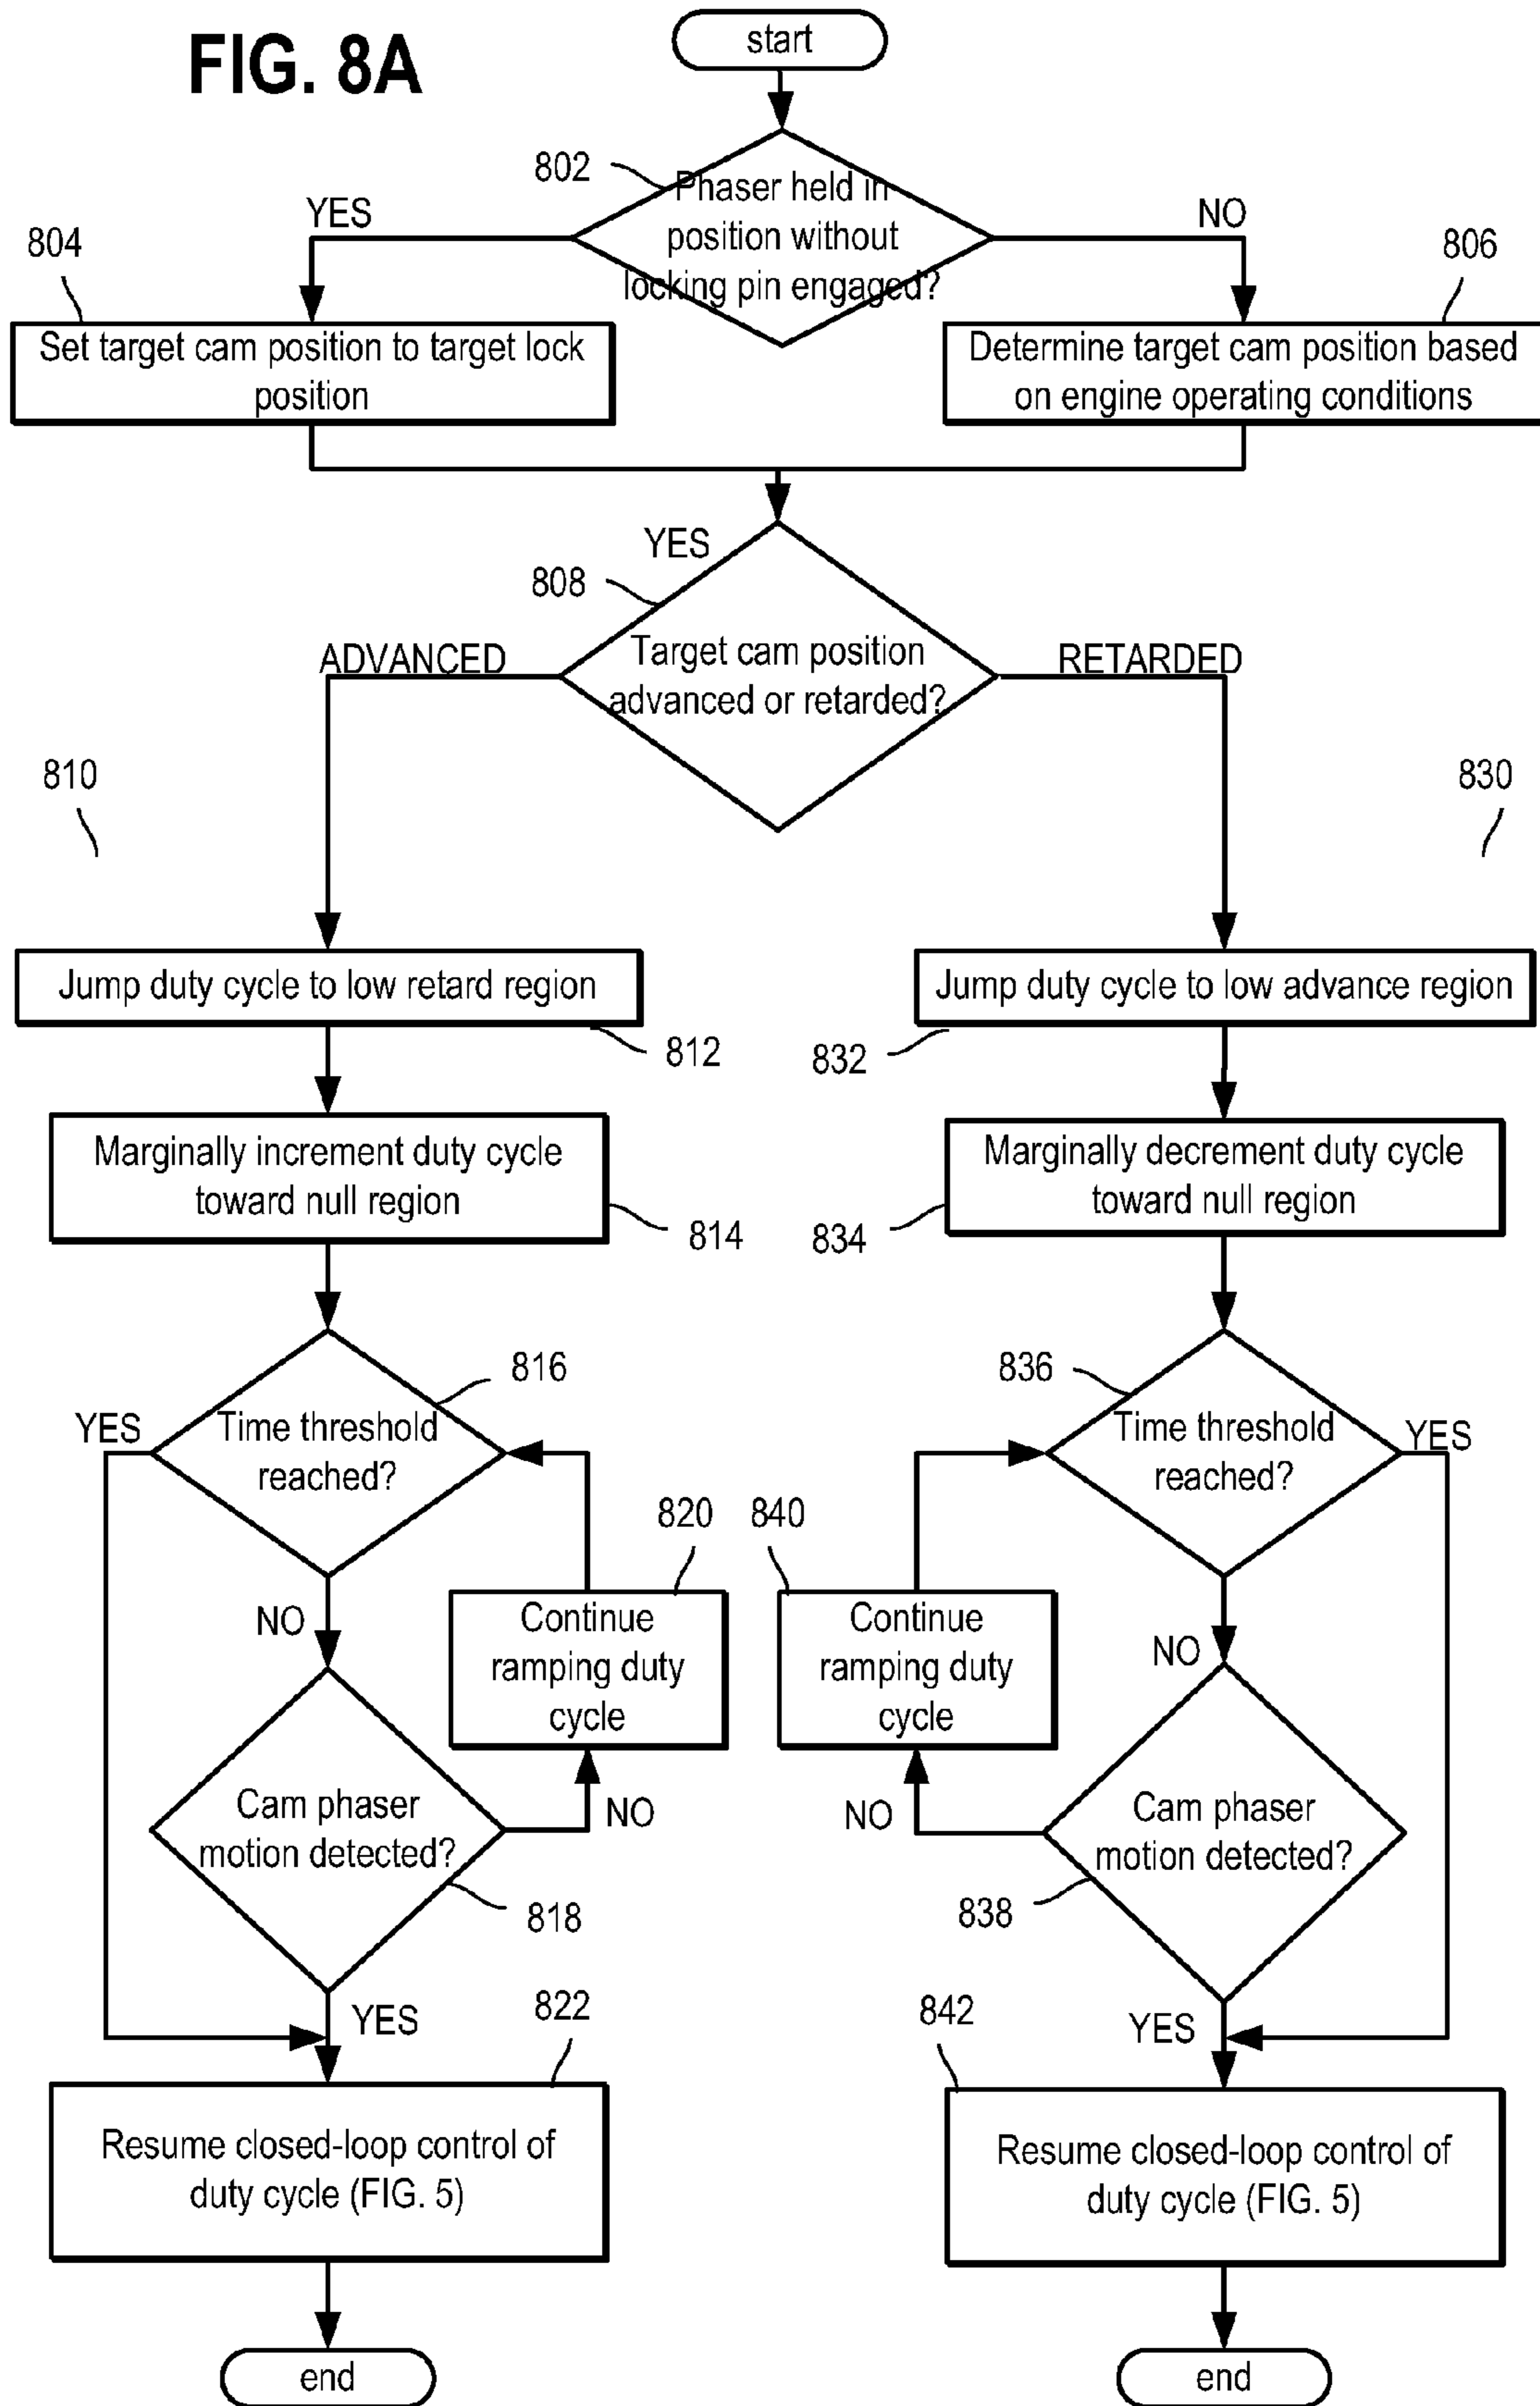 FIG. 8A
start
802
Phaser held in
position without
locking pin engaged?
YES
NO
804
806
Set target cam position to target lock
position
Determine target cam position based
on engine operating conditions
YES
808
Target cam position
advanced or retarded?
ADVANCED
RETARDED
810
830
Jump duty cycle to low retard region
812
Jump duty cycle to low advance region
832
Marginally increment duty cycle
toward null region
814
Marginally decrement duty cycle
toward null region
834
816
Time threshold
reached?
YES
NO
836
Time threshold
reached?
YES
NO
820
Continue
ramping duty
cycle
840
Continue
ramping duty
cycle
Cam phaser
motion detected?
818
NO
YES
Cam phaser
motion detected?
838
NO
YES
822
Resume closed-loop control of
duty cycle (FIG. 5)
842
Resume closed-loop control of
duty cycle (FIG. 5)
end
end